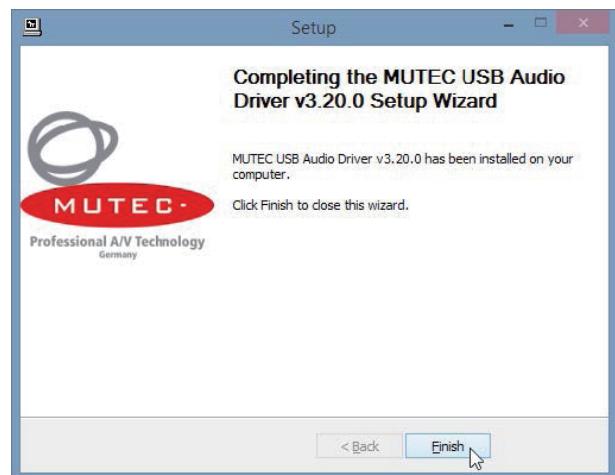 Setup
Completing the MUTEC USB Audio
Driver v3.20.0 Setup Wizard
MUTEC USB Audio Driver v3.20.0 has been installed on your
computer.
Click Finish to close this wizard.
MUTEC
Professional A/V Technology
Germany
< Back Finish